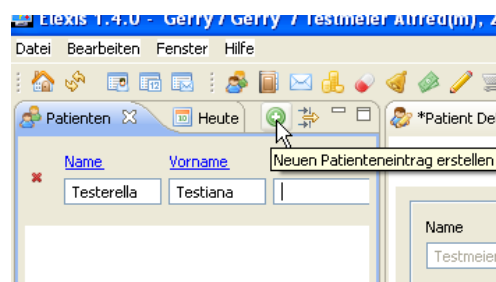 Elexis 1.4.0 - Gerry / Gerry / Testmeier Alfred(m), 2
Datei Bearbeiten Fenster Hilfe
Patienten Heute *Patient De
Neuen Patienteneintrag erstellen
Name Vorname
Testerella Testiana
Name
Testmeier